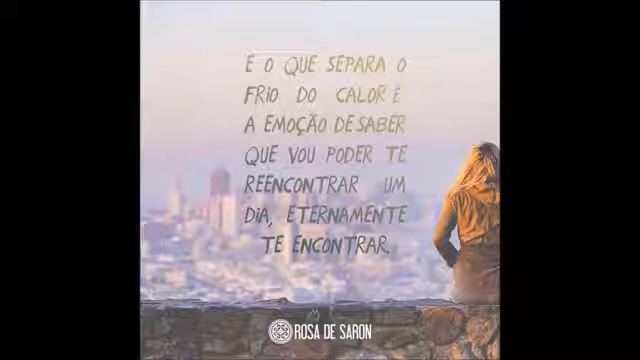 E O QUE SEPARA O
FRIO DO CALOR É
A EMOÇÃO DE SABER
QUE VOU PODER TE
REENCONTRAR UM
DIA, ETERNAMENTE
TE ENCONTRAR.
ROSA DE SARON